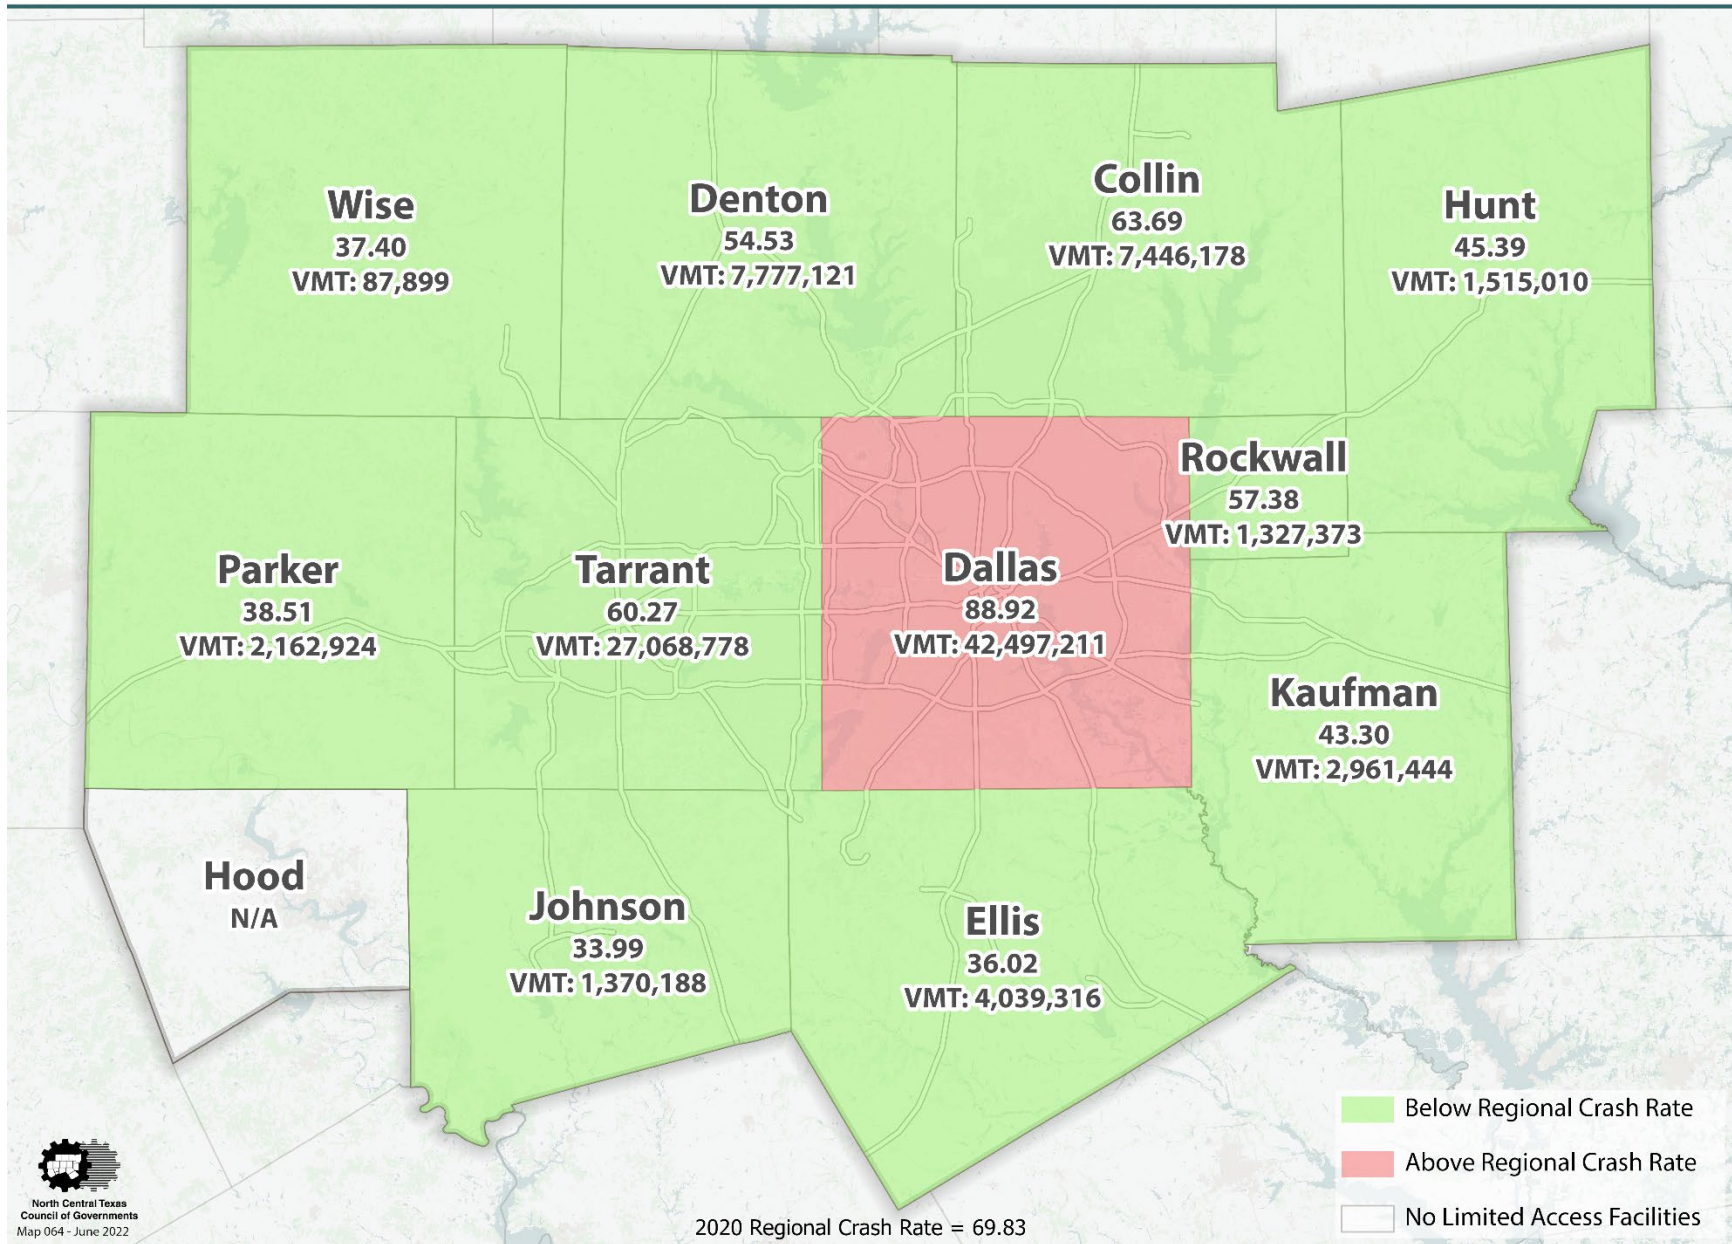 Wise
37.40
VMT: 87,899
Denton
54.53
VMT: 7,777,121
Collin
63.69
VMT: 7,446,178
Hunt
45.39
VMT: 1,515,010
Parker
38.51
VMT: 2,162,924
Tarrant
60.27
VMT: 27,068,778
Dallas
88.92
VMT: 42,497,211
Rockwall
57.38
VMT: 1,327,373
Kaufman
43.30
VMT: 2,961,444
Hood
N/A
Johnson
33.99
VMT: 1,370,188
Ellis
36.02
VMT: 4,039,316
Below Regional Crash Rate
Above Regional Crash Rate
No Limited Access Facilities
North Central Texas
Council of Governments
Map 064 - June 2022
2020 Regional Crash Rate = 69.83